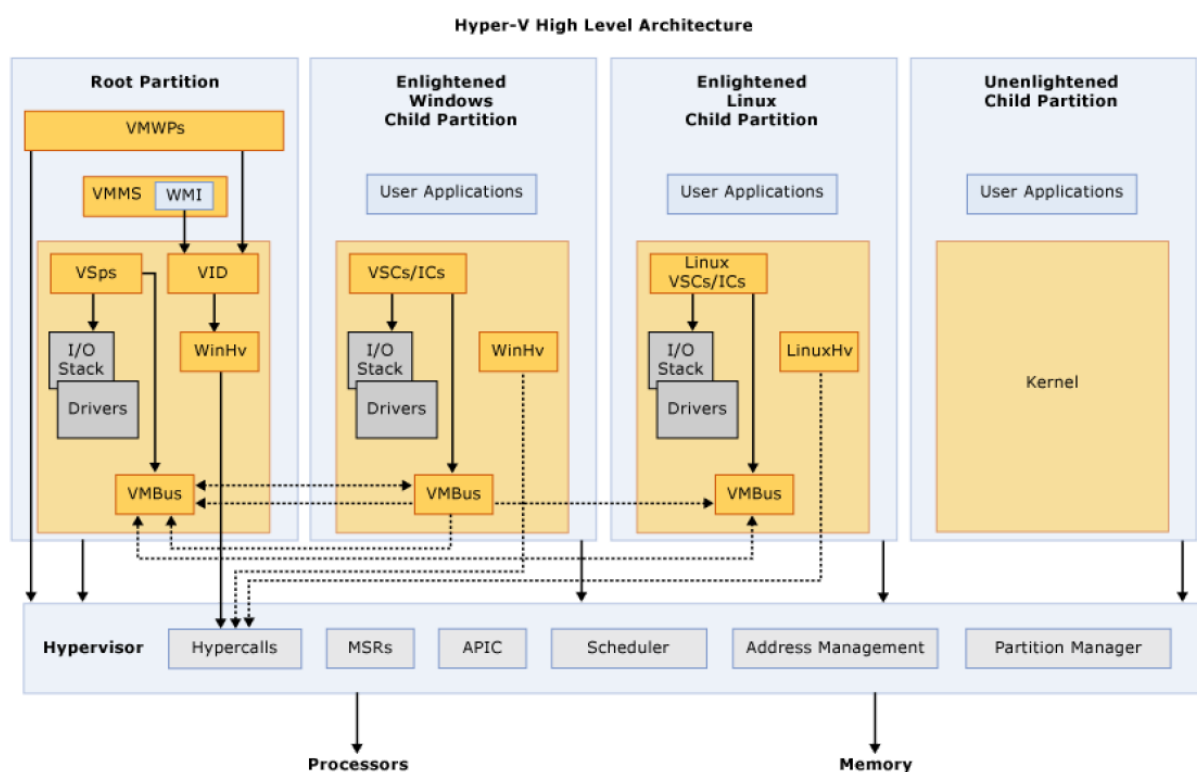 Hyper-V High Level Architecture
Root Partition
VMWPs
VMMS
WMI
VSps
VID
I/O
Stack
Drivers
WinHv
VMBus
Enlightened
Windows
Child Partition
User Applications
VSCs/ICs
I/O
Stack
Drivers
WinHv
VMBus
Enlightened
Linux
Child Partition
User Applications
Linux
VSCs/ICs
I/O
Stack
Drivers
LinuxHv
VMBus
Unenlightened
Child Partition
User Applications
Kernel
Hypervisor
Hypercalls
MSRs
APIC
Scheduler
Address Management
Partition Manager
Processors
Memory